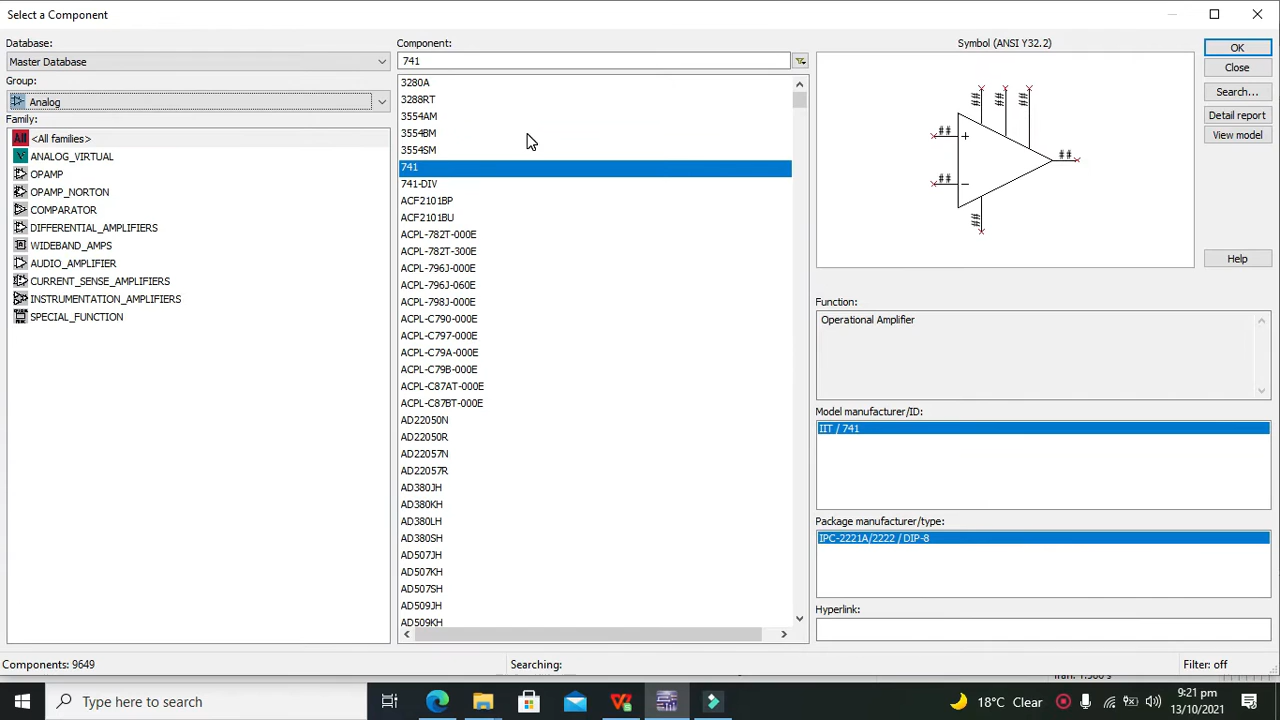 Select a Component
Database:
Master Database
Group:
Analog
Family:
All <All families>
V ANALOG_VIRTUAL
OPAMP
OPAMP_NORTON
COMPARATOR
DIFFERENTIAL_AMPLIFIERS
WIDEBAND_AMPS
AUDIO_AMPLIFIER
CURRENT_SENSE_AMPLIFIERS
INSTRUMENTATION_AMPLIFIERS
SPECIAL_FUNCTION
Components: 9649
Component:
741
3280A
3288RT
3554AM
3554BM
3554SM
741
741-DIV
ACF2101BP
ACF2101BU
ACPL-782T-000E
ACPL-782T-300E
ACPL-796J-000E
ACPL-796J-060E
ACPL-798J-000E
ACPL-C790-000E
ACPL-C797-000E
ACPL-C79A-000E
ACPL-C79B-000E
ACPL-C87AT-000E
ACPL-C87BT-000E
AD22050N
AD22050R
AD22057N
AD22057R
AD380JH
AD380KH
AD380LH
AD380SH
AD507JH
AD507KH
AD507SH
AD509JH
AD509KH
Searching:
Symbol (ANSI Y32.2)
## ## ##
## +
##
## −
##
Function:
Operational Amplifier
Model manufacturer/ID:
IIT / 741
Package manufacturer/type:
IPC-2221A/2222 / DIP-8
Hyperlink:
OK
Close
Search...
Detail report
View model
Help
Filter: off
Type here to search
18°C Clear
9:21 pm
13/10/2021